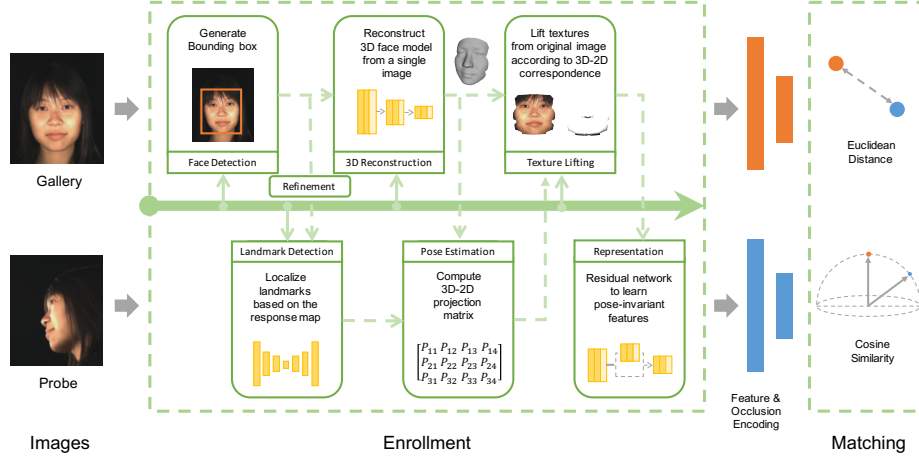 Generate
Bounding box
Face Detection
Reconstruct
3D face model
from a single
image
3D Reconstruction
Lift textures
from original image
according to 3D-2D
correspondence
Texture Lifting
Gallery
Refinement
Euclidean
Distance
Landmark Detection
Localize
landmarks
based on the
response map
Pose Estimation
Compute
3D-2D
projection
matrix
P11 P12 P13 P14
P21 P22 P23 P24
P31 P32 P33 P34
Representation
Residual network
to learn
pose-invariant
features
Probe
Cosine
Similarity
Feature &
Occlusion
Encoding
Images
Enrollment
Matching